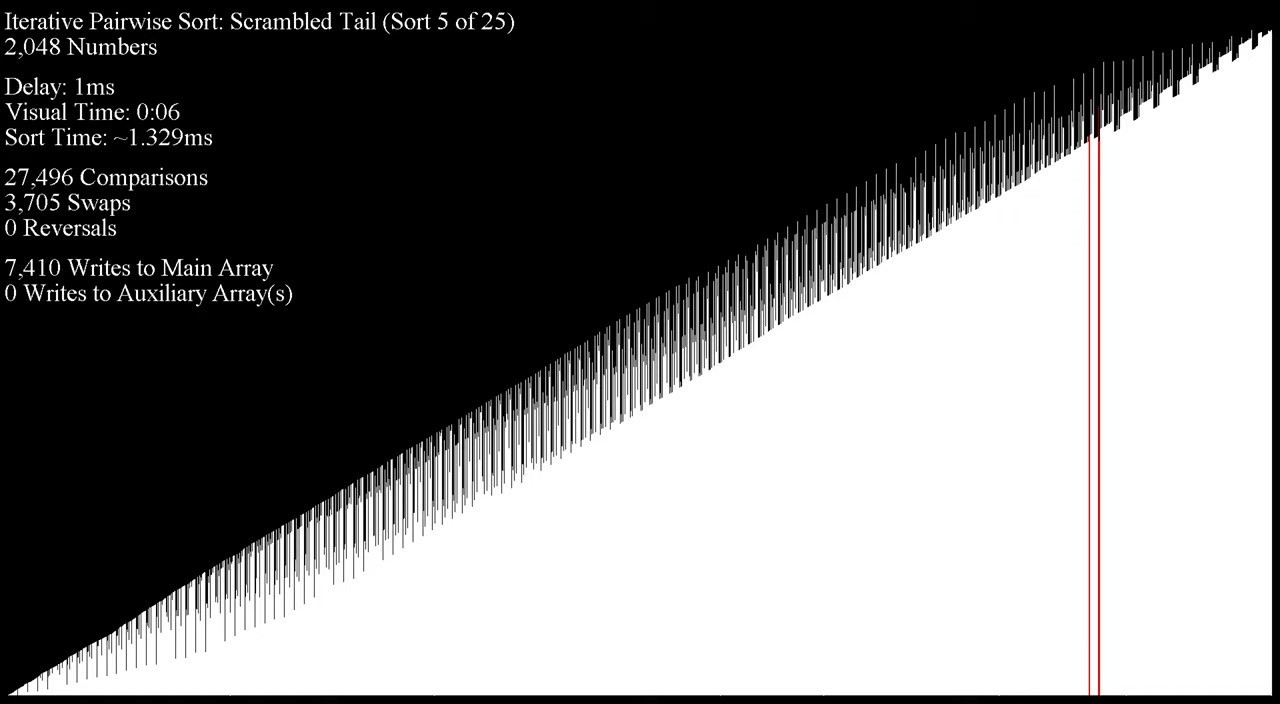 Iterative Pairwise Sort: Scrambled Tail (Sort 5 of 25)
2,048 Numbers
Delay: 1ms
Visual Time: 0:06
Sort Time: ~1.329ms
27,496 Comparisons
3,705 Swaps
0 Reversals
7,410 Writes to Main Array
0 Writes to Auxiliary Array(s)